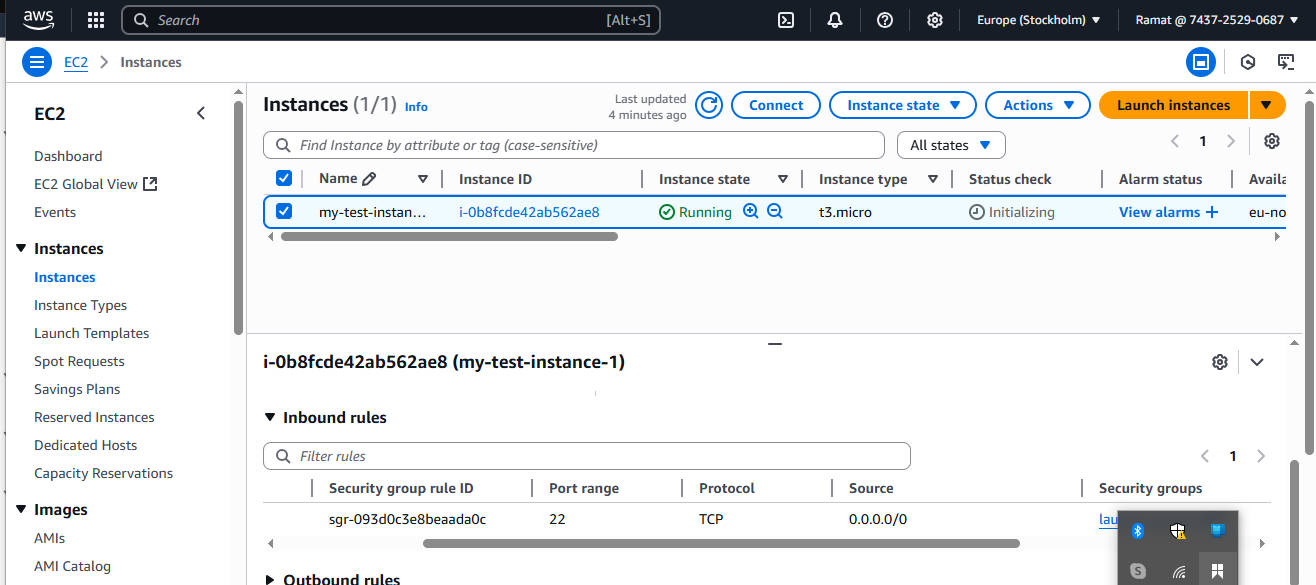 aws
Search [Alt+S]
Europe (Stockholm)
Ramat @ 7437-2529-0687
EC2 > Instances
EC2
Dashboard
EC2 Global View
Events
Instances
Instances
Instance Types
Launch Templates
Spot Requests
Savings Plans
Reserved Instances
Dedicated Hosts
Capacity Reservations
Images
AMIs
AMI Catalog
Instances (1/1) Info
Last updated
4 minutes ago
Connect
Instance state
Actions
Launch instances
Find Instance by attribute or tag (case-sensitive)
All states
1
Name Instance ID Instance state Instance type Status check Alarm status Availa
my-test-instan... i-0b8fcde42ab562ae8 Running t3.micro Initializing View alarms + eu-no
i-0b8fcde42ab562ae8 (my-test-instance-1)
Inbound rules
Filter rules
1
Security group rule ID Port range Protocol Source Security groups
sgr-093d0c3e8beaada0c 22 TCP 0.0.0.0/0 lau
Outbound rules